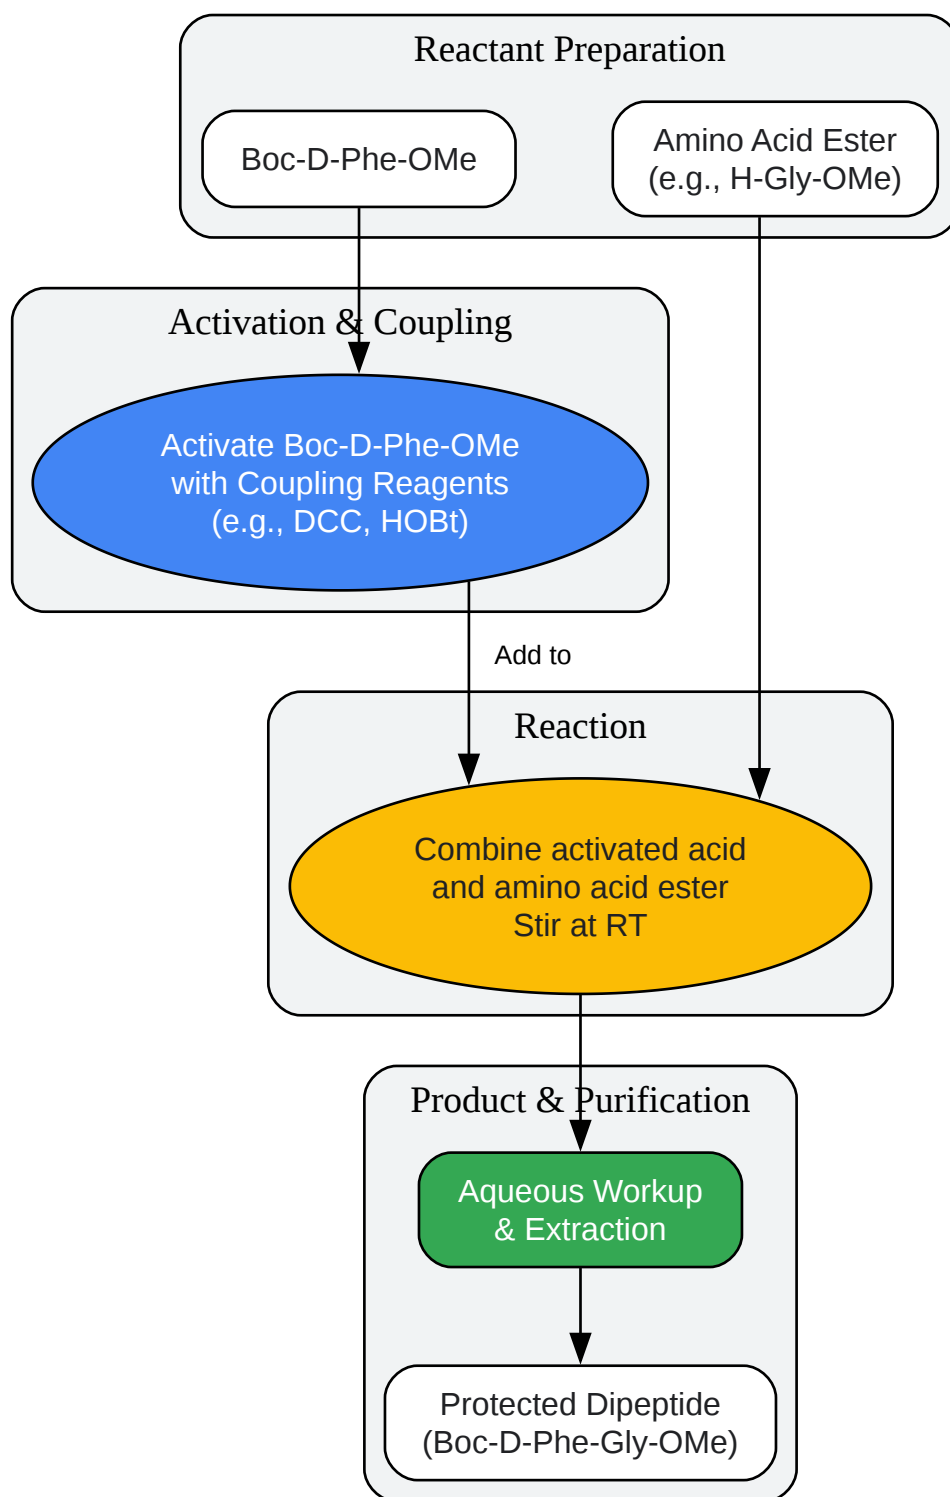 Reactant Preparation
Boc-D-Phe-OMe
Amino Acid Ester
(e.g., H-Gly-OMe)
Activation & Coupling
Activate Boc-D-Phe-OMe
with Coupling Reagents
(e.g., DCC, HOBt)
Add to
Reaction
Combine activated acid
and amino acid ester
Stir at RT
Product & Purification
Aqueous Workup
& Extraction
Protected Dipeptide
(Boc-D-Phe-Gly-OMe)